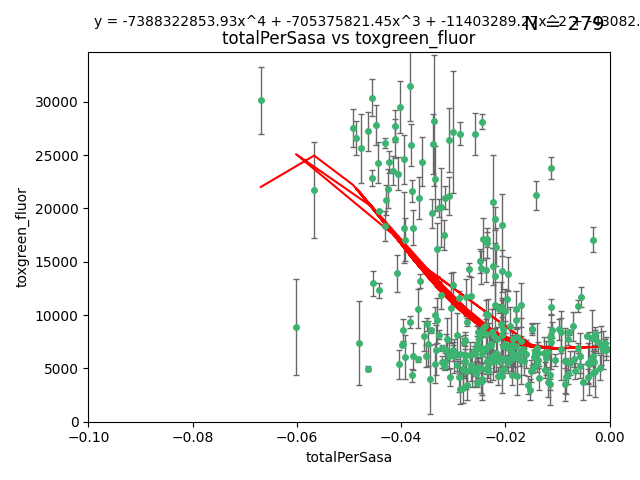 y = -7388322853.93x^4 + -705375821.45x^3 + -11403289.2
N = 279
totalPerSasa vs toxgreen_fluor
toxgreen_fluor
30000
25000
20000
15000
10000
5000
0
−0.10 −0.08 −0.06 −0.04 −0.02 0.00
totalPerSasa